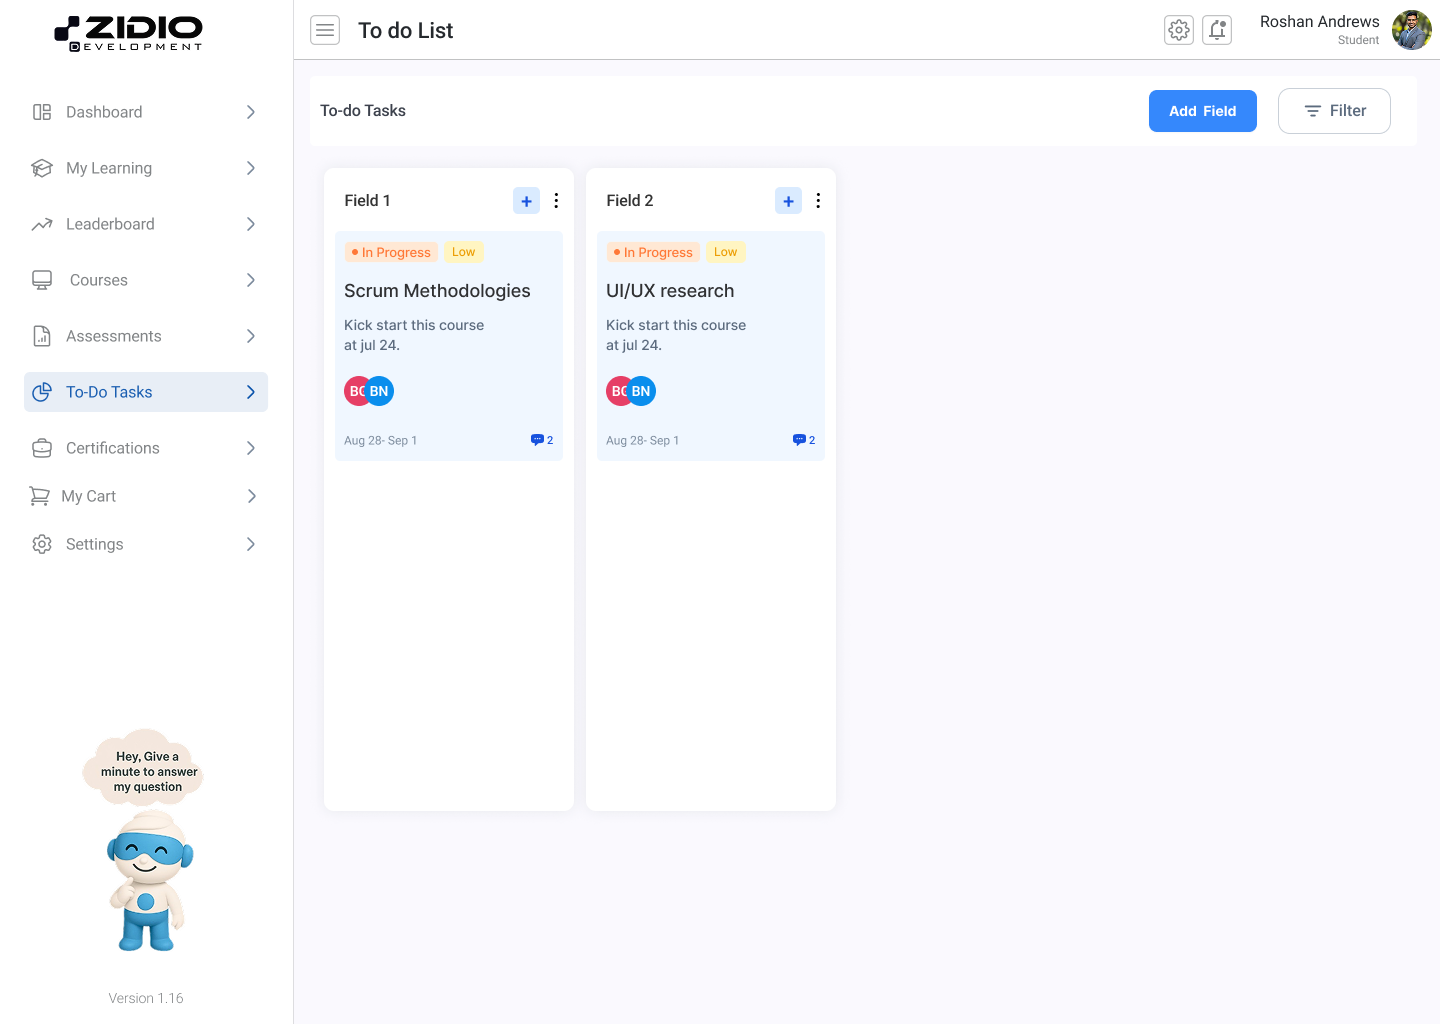 ZIDIO
DEVELOPMENT
Dashboard
My Learning
Leaderboard
Courses
Assessments
To-Do Tasks
Certifications
My Cart
Settings
Hey, Give a
minute to answer
my question
Version 1.16
To do List
Roshan Andrews
Student
To-do Tasks
Add Field
Filter
Field 1
+
In Progress
Low
Scrum Methodologies
Kick start this course
at jul 24.
BN
Aug 28- Sep 1
2
Field 2
+
In Progress
Low
UI/UX research
Kick start this course
at jul 24.
BN
Aug 28- Sep 1
2